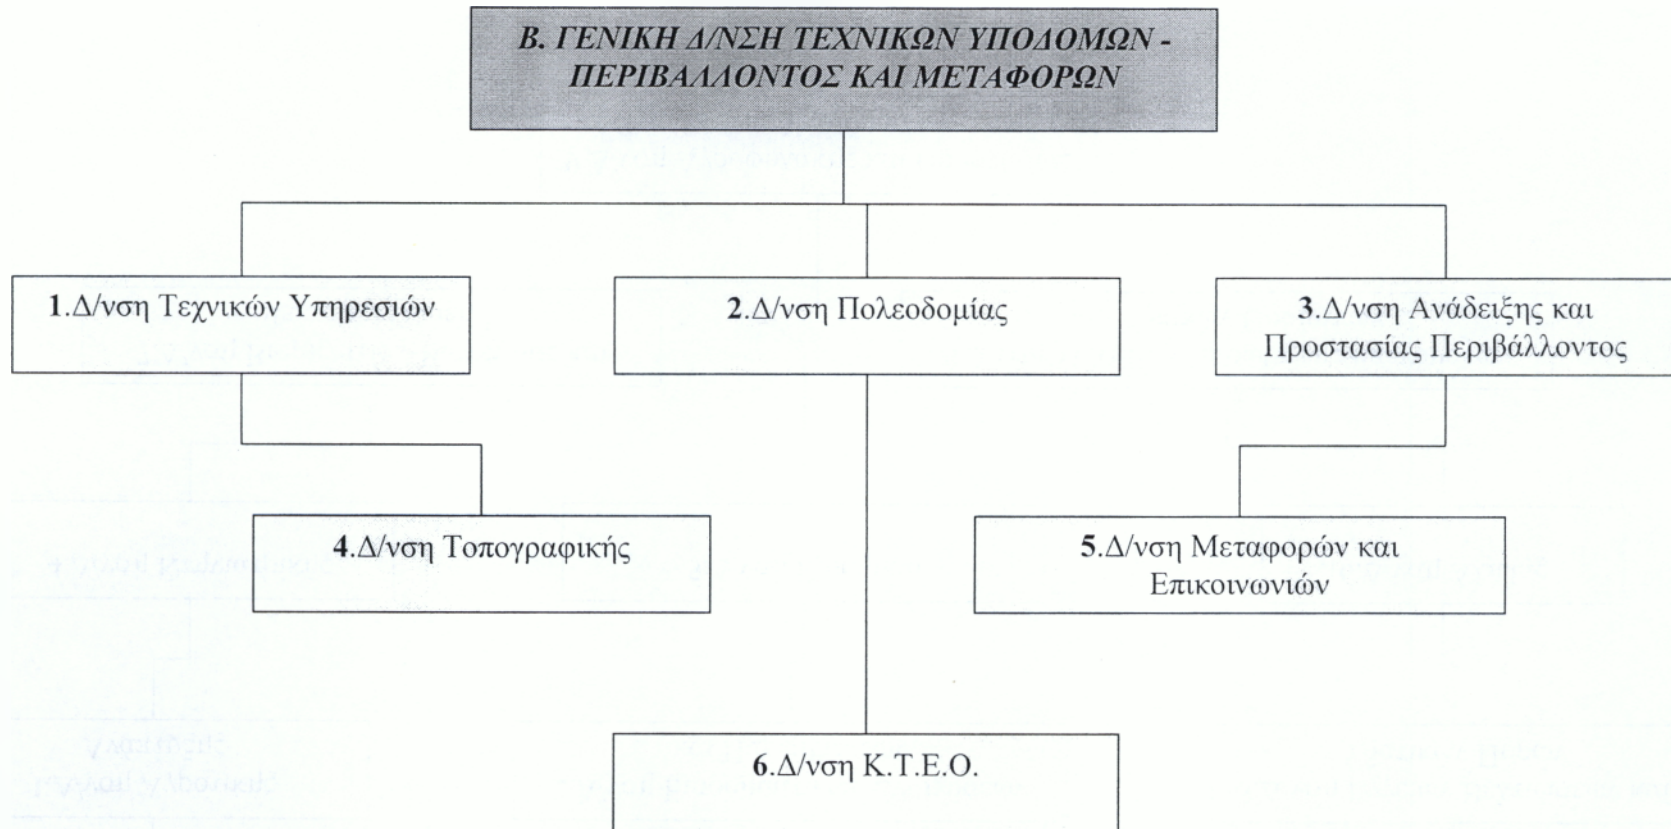 Β. ΓΕΝΙΚΗ Δ/ΝΣΗ ΤΕΧΝΙΚΩΝ ΥΠΟΔΟΜΩΝ -
ΠΕΡΙΒΑΛΛΟΝΤΟΣ ΚΑΙ ΜΕΤΑΦΟΡΩΝ
1.Δ/νση Τεχνικών Υπηρεσιών
2.Δ/νση Πολεοδομίας
3.Δ/νση Ανάδειξης και
Προστασίας Περιβάλλοντος
4.Δ/νση Τοπογραφικής
5.Δ/νση Μεταφορών και
Επικοινωνιών
6.Δ/νση Κ.Τ.Ε.Ο.